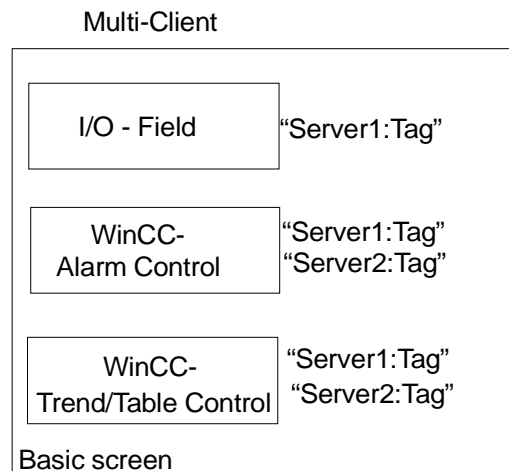 Multi-Client
I/O - Field
“Server1:Tag”
WinCC-
Alarm Control
“Server1:Tag”
“Server2:Tag”
WinCC-
Trend/Table Control
“Server1:Tag”
“Server2:Tag”
Basic screen